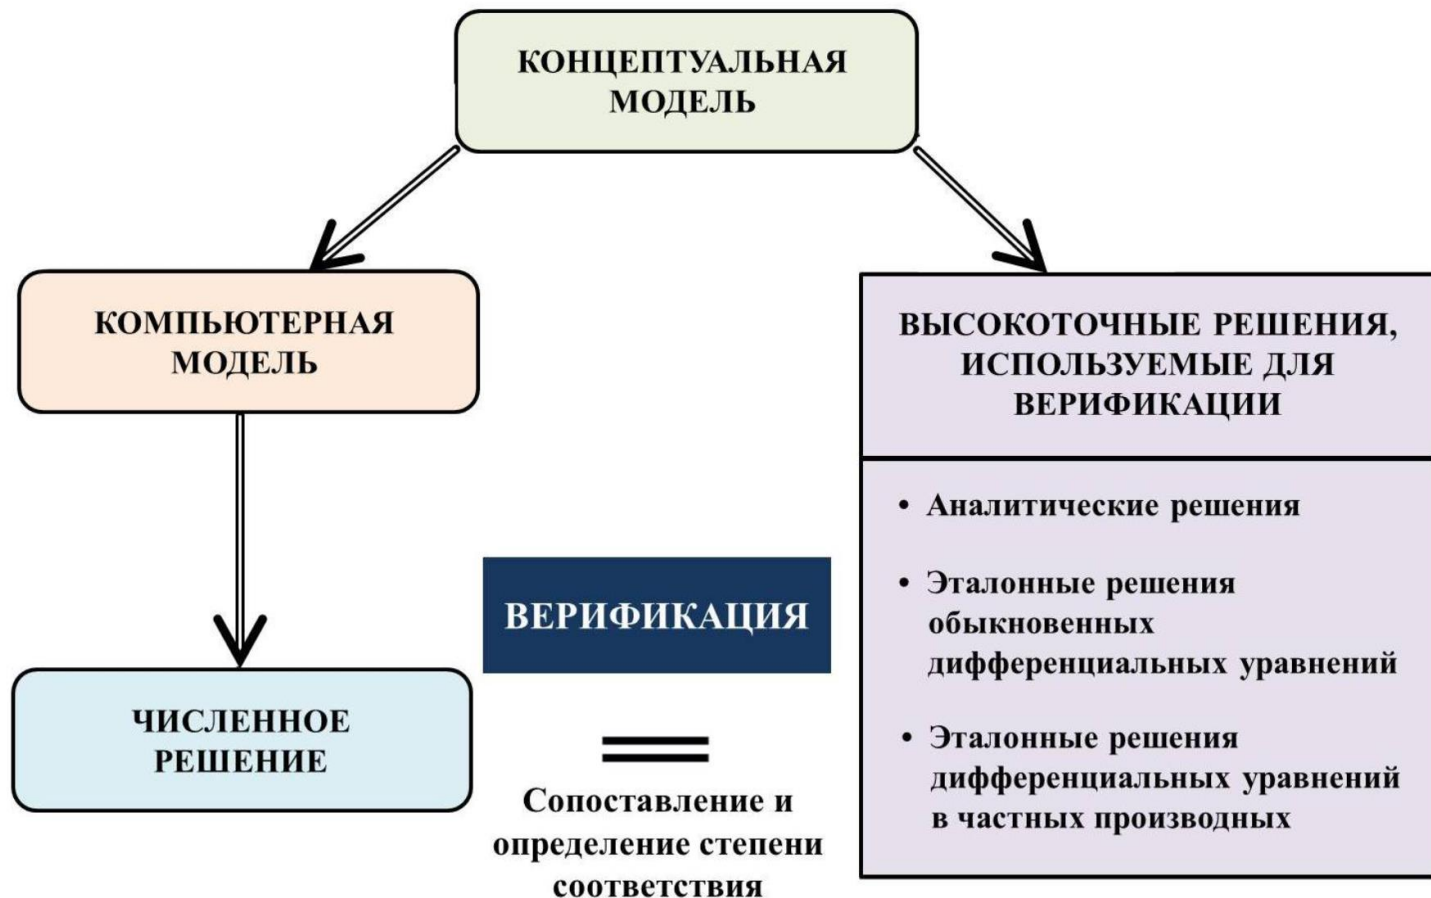 КОНЦЕПТУАЛЬНАЯ
МОДЕЛЬ
КОМПЬЮТЕРНАЯ
МОДЕЛЬ
ВЫСОКОТОЧНЫЕ РЕШЕНИЯ,
ИСПОЛЬЗУЕМЫЕ ДЛЯ
ВЕРИФИКАЦИИ
• Аналитические решения
• Эталонные решения
обыкновенных
дифференциальных уравнений
• Эталонные решения
дифференциальных уравнений
в частных производных
ВЕРИФИКАЦИЯ
ЧИСЛЕННОЕ
РЕШЕНИЕ
=
Сопоставление и
определение степени
соответствия